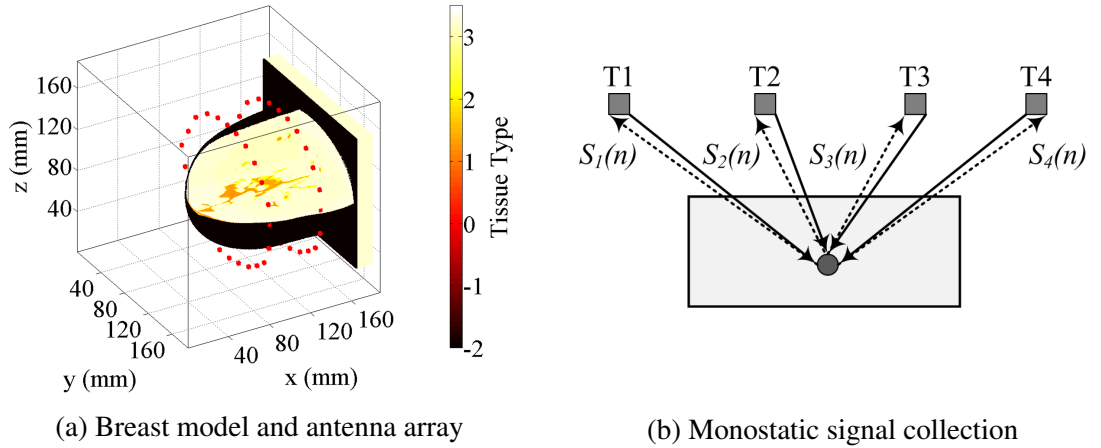 160
120
80
40
z (mm)
40
80
120
160
y (mm)
40
80
120
160
x (mm)
3
2
1
0
-1
-2
Tissue Type
(a) Breast model and antenna array
T1 T2 T3 T4
S1(n) S2(n) S3(n) S4(n)
(b) Monostatic signal collection